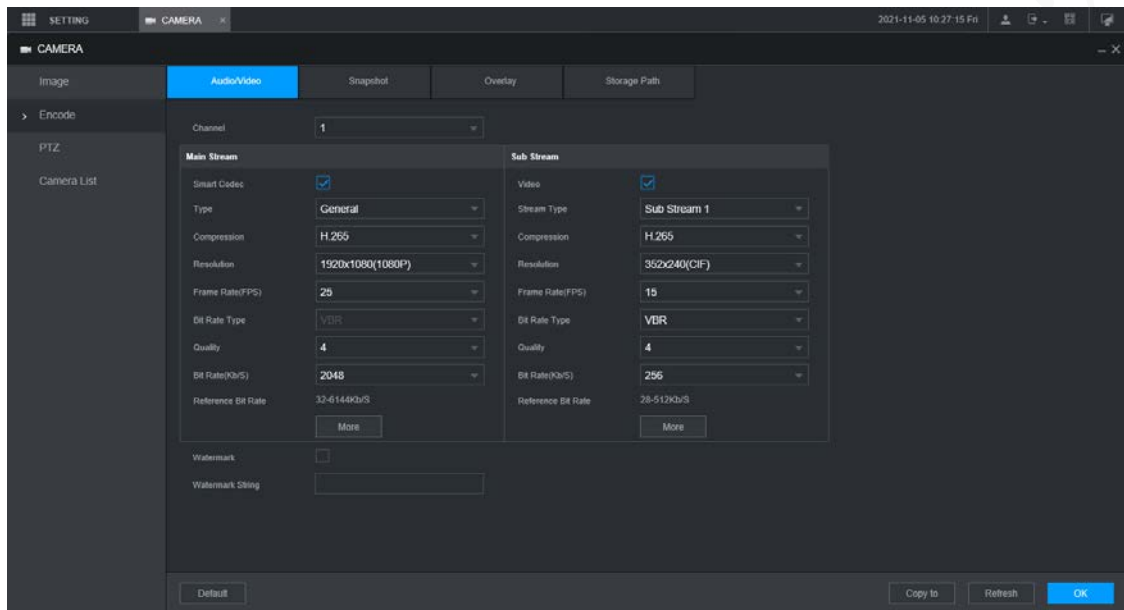 SETTING CAMERA × 2021-11-05 10:27:15 Fri
CAMERA
Image
Encode
PTZ
Camera List
Audio/Video Snapshot Overlay Storage Path
Channel 1
Main Stream Sub Stream
Smart Codec Video
Type General Stream Type Sub Stream 1
Compression H.265 Compression H.265
Resolution 1920x1080(1080P) Resolution 352x240(CIF)
Frame Rate(FPS) 25 Frame Rate(FPS) 15
Bit Rate Type VBR Bit Rate Type VBR
Quality 4 Quality 4
Bit Rate(Kb/S) 2048 Bit Rate(Kb/S) 256
Reference Bit Rate 32-6144Kb/S Reference Bit Rate 28-512Kb/S
More More
Watermark
Watermark String
Default Copy to Refresh OK